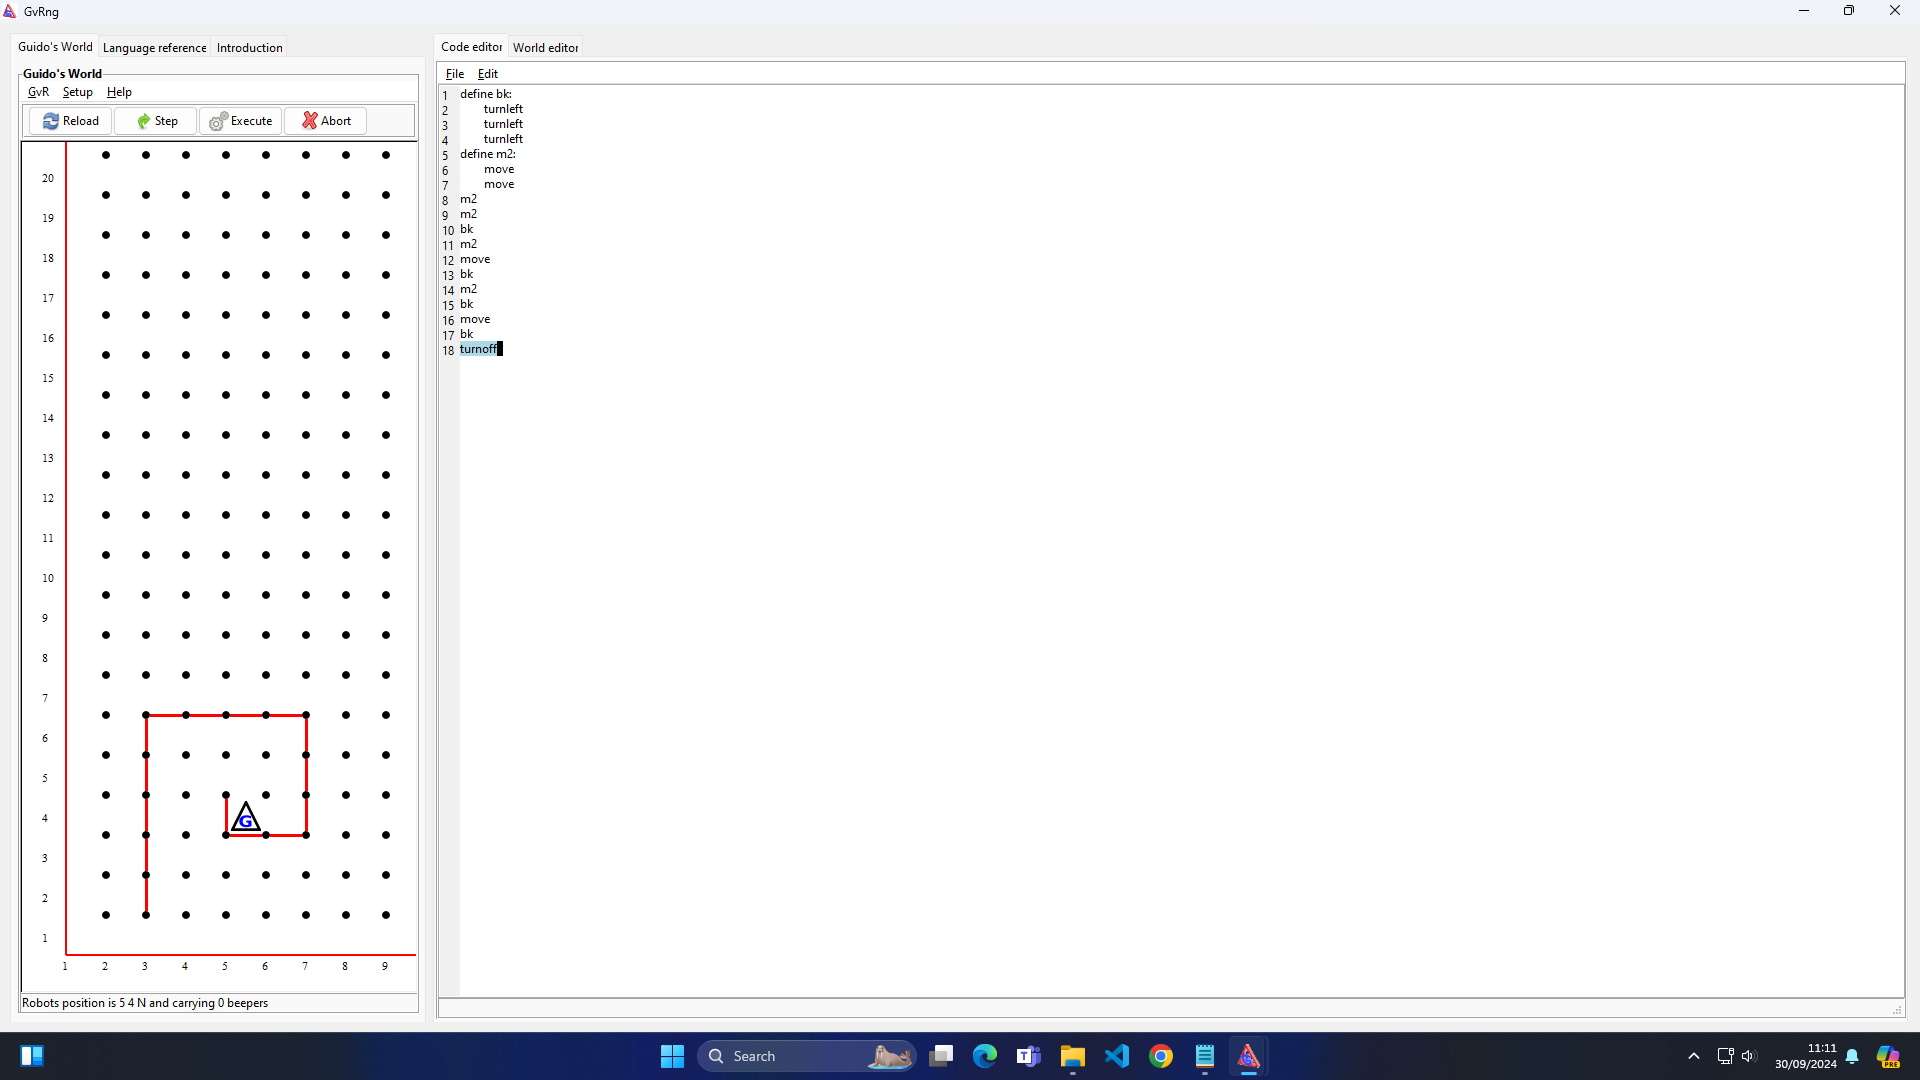 GvRng
Guido's World
Language reference
Introduction
Guido's World
GvR
Setup
Help
Reload
Step
Execute
Abort
20
19
18
17
16
15
14
13
12
11
10
9
8
7
6
5
4
3
2
1
G
1 2 3 4 5 6 7 8 9
Robots position is 5 4 N and carrying 0 beepers
Code editor
World editor
File
Edit
1 define bk:
2 turnleft
3 turnleft
4 turnleft
5 define m2:
6 move
7 move
8 m2
9 m2
10 bk
11 m2
12 move
13 bk
14 m2
15 bk
16 move
17 bk
18 turnoff
Search
11:11
30/09/2024
PRE